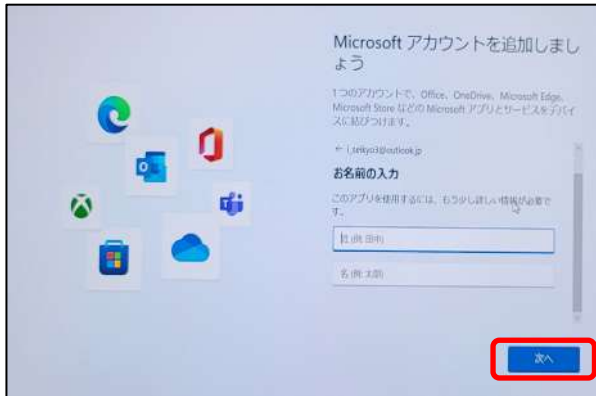 Microsoft アカウントを追加しまし
ょう
1つのアカウントで、Office、OneDrive、Microsoft Edge、
Microsoft Store などの Microsoft アプリとサービスをデバイ
スに結びつけます。
← i_seikyo3@outlook.jp
お名前の入力
このアプリを使用するには、もう少し詳しい情報が必要で
す。
姓 (例: 田中)
名 (例: 太郎)
次へ